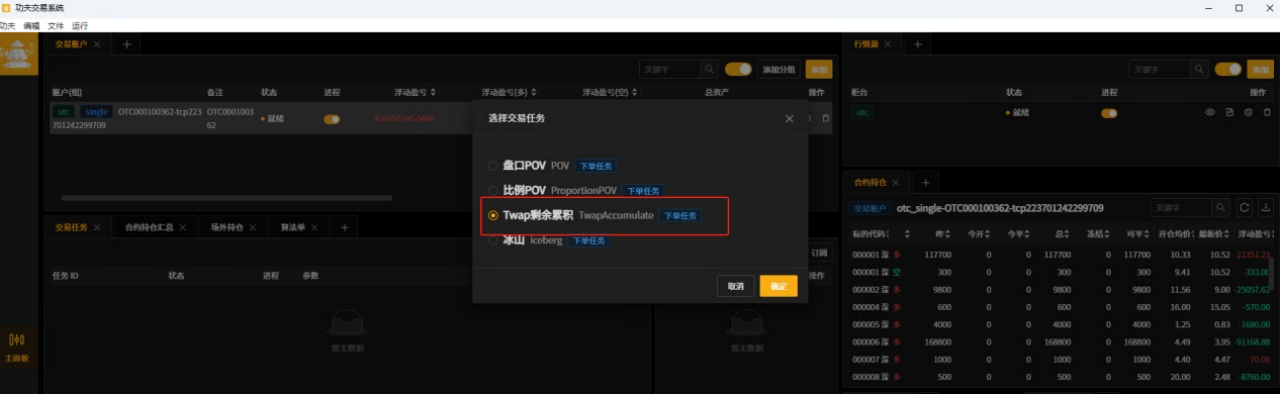 功夫交易系统
功夫 编辑 文件 运行
交易账户
关键字 添加分组 添加
账户(组) 备注 状态 进程 浮动盈亏 浮动盈亏(多) 浮动盈亏(空) 总资产 操作
otc single OTC000100362-tcp223 OTC0001003 就绪
701242299709 62
选择交易任务
盘口POV POV 下单任务
比例POV ProportionPOV 下单任务
Twap剩余累积 TwapAccumulate 下单任务
冰山 iceberg 下单任务
取消 确定
交易任务 合约持仓汇总 场外持仓 算法单
订阅
任务 ID 状态 进程 参数 操作
暂无数据 暂无数据
主面板
行情源
关键字 添加
柜台 状态 进程 操作
otc 就绪
合约持仓
交易账户 otc_single-OTC000100362-tcp223701242299709 关键字
标的代码 昨 今开 今平 总 冻结 可平 开仓均价 最新价 浮动盈亏
000001 深 多 117700 0 0 117700 0 117700 10.33 10.52 22351.23
000001 深 空 300 0 0 300 0 300 9.41 10.52 -333.00
000002 深 多 9800 0 0 9800 0 9800 11.56 9.00 -25057.62
000004 深 多 600 0 0 600 0 600 16.00 15.05 -570.00
000005 深 多 4000 0 0 4000 0 4000 1.25 0.83 -1680.00
000006 深 多 168800 0 0 168800 0 168800 4.49 3.95 -91168.88
000007 深 多 1000 0 0 1000 0 1000 4.40 4.47 70.00
000008 深 多 500 0 0 500 0 500 20.00 2.48 -8760.00